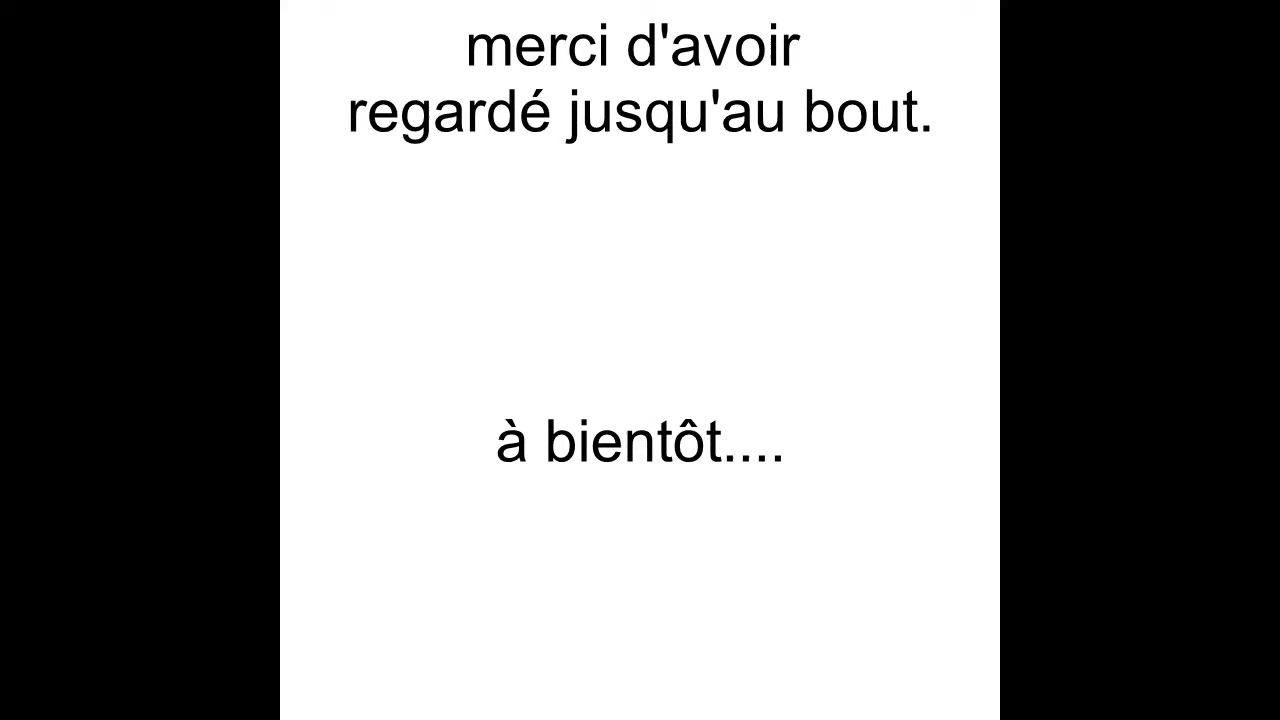 merci d'avoir
regardé jusqu'au bout.
à bientôt....